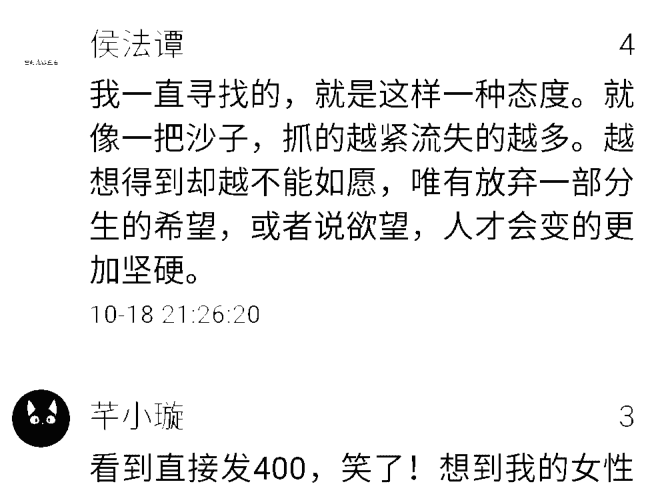 侯法谭
4
我一直寻找的，就是这样一种态度。就
像一把沙子，抓的越紧流失的越多。越
想得到却越不能如愿，唯有放弃一部分
生的希望，或者说欲望，人才会变的更
加坚硬。
10-18 21:26:20
芊小璇
3
看到直接发400，笑了！想到我的女性